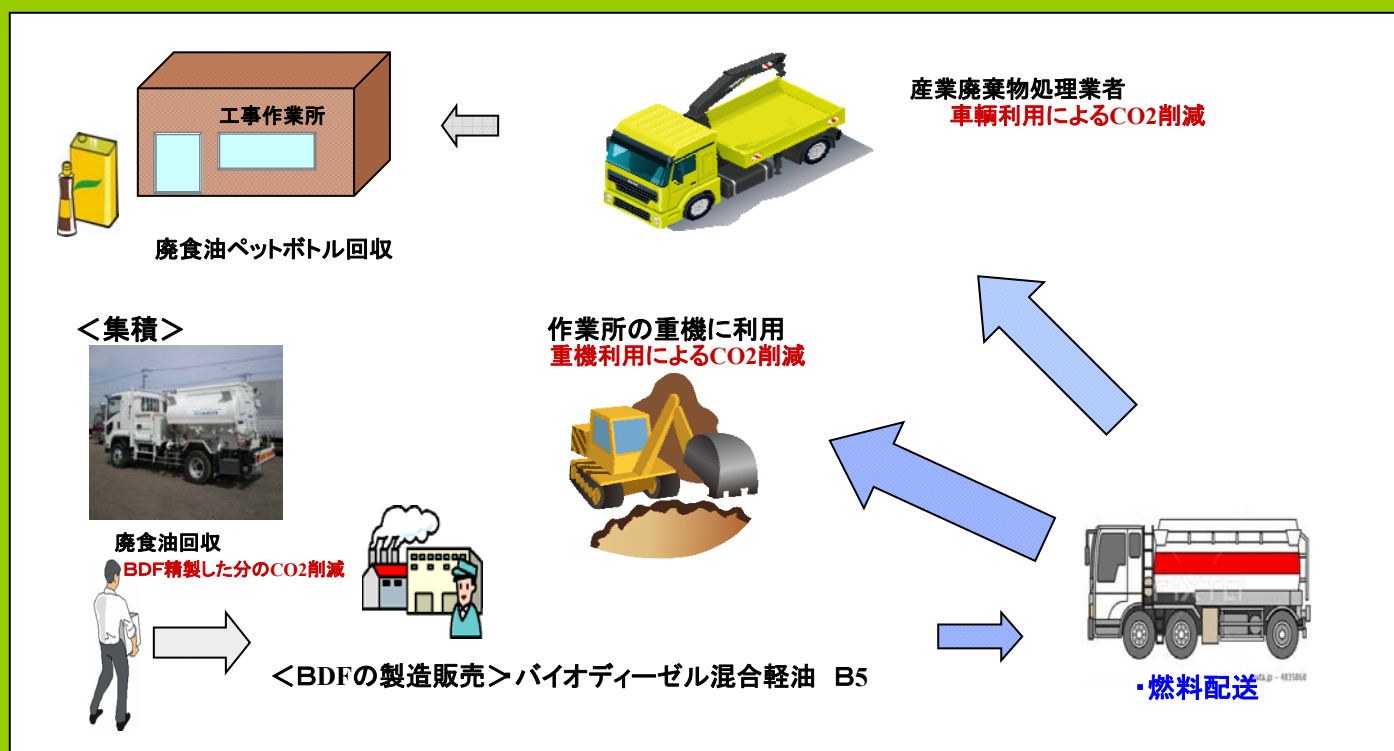 工事作業所
産業廃棄物処理業者
車輌利用によるCO2削減
廃食油ペットボトル回収
＜集積＞
作業所の重機に利用
重機利用によるCO2削減
廃食油回収
BDF精製した分のCO2削減
＜BDFの製造販売＞バイオディーゼル混合軽油　B5
・燃料配送